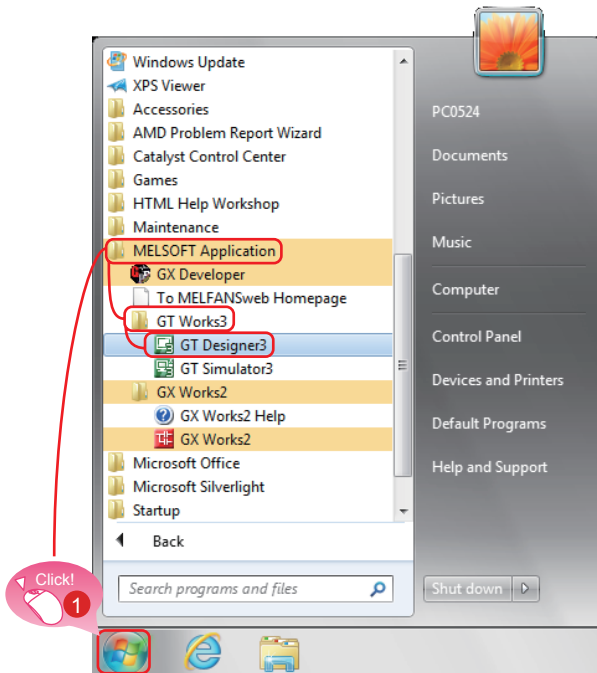 Windows Update
XPS Viewer
Accessories
AMD Problem Report Wizard
Catalyst Control Center
Games
HTML Help Workshop
Maintenance
MELSOFT Application
GX Developer
To MELFANSweb Homepage
GT Works3
GT Designer3
GT Simulator3
GX Works2
GX Works2 Help
GX Works2
Microsoft Office
Microsoft Silverlight
Startup
Back
Search programs and files
PC0524
Documents
Pictures
Music
Computer
Control Panel
Devices and Printers
Default Programs
Help and Support
Shut down
Click!
1